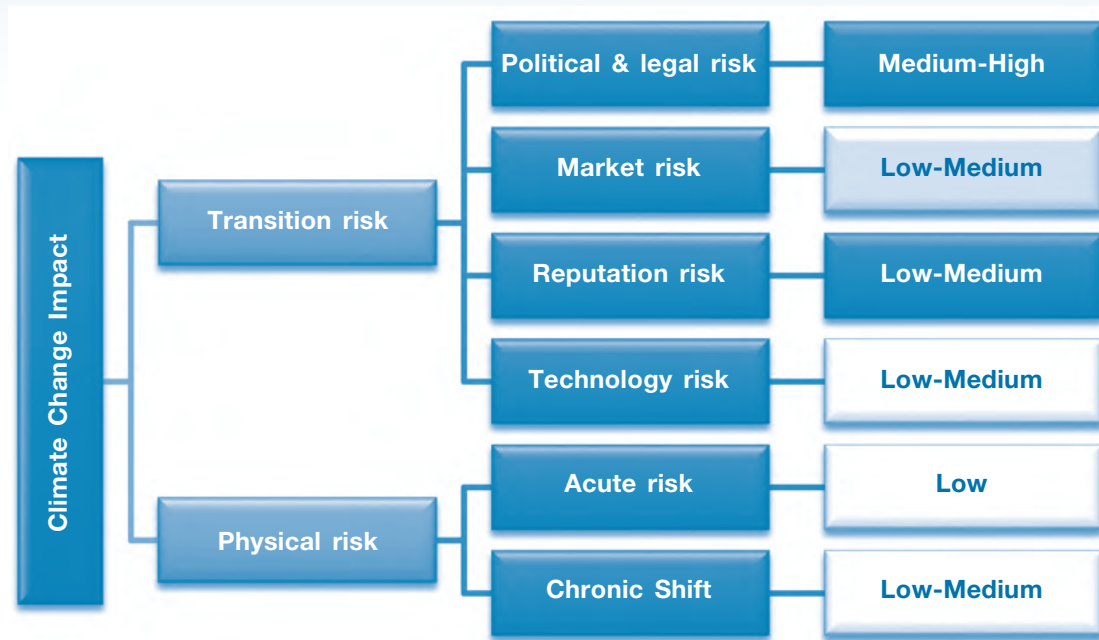 Climate Change Impact
Transition risk
Political & legal risk
Medium-High
Market risk
Low-Medium
Reputation risk
Low-Medium
Technology risk
Low-Medium
Physical risk
Acute risk
Low
Chronic Shift
Low-Medium